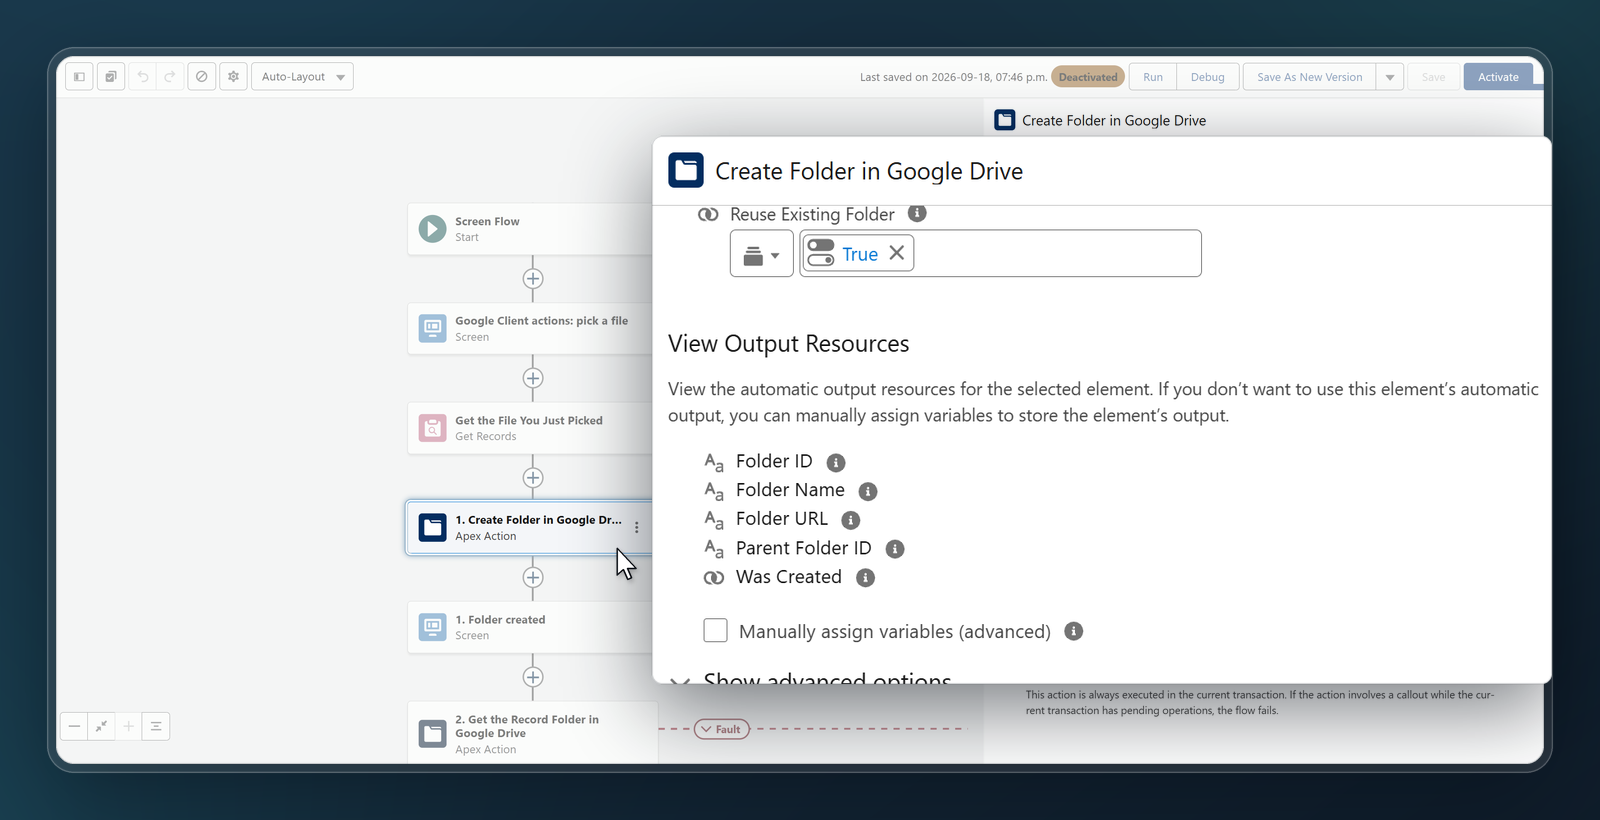 Auto-Layout
Last saved on 2026-09-18, 07:46 p.m.
Deactivated
Run
Debug
Save As New Version
Save
Activate
Create Folder in Google Drive
Screen Flow
Start
Google Client actions: pick a file
Screen
Get the File You Just Picked
Get Records
1. Create Folder in Google Dr...
Apex Action
1. Folder created
Screen
2. Get the Record Folder in
Google Drive
Apex Action
Fault
Create Folder in Google Drive
Reuse Existing Folder
True
View Output Resources
View the automatic output resources for the selected element. If you don’t want to use this element’s automatic
output, you can manually assign variables to store the element’s output.
Aa Folder ID
Aa Folder Name
Aa Folder URL
Aa Parent Folder ID
Was Created
Manually assign variables (advanced)
Show advanced options
This action is always executed in the current transaction. If the action involves a callout while the cur-
rent transaction has pending operations, the flow fails.